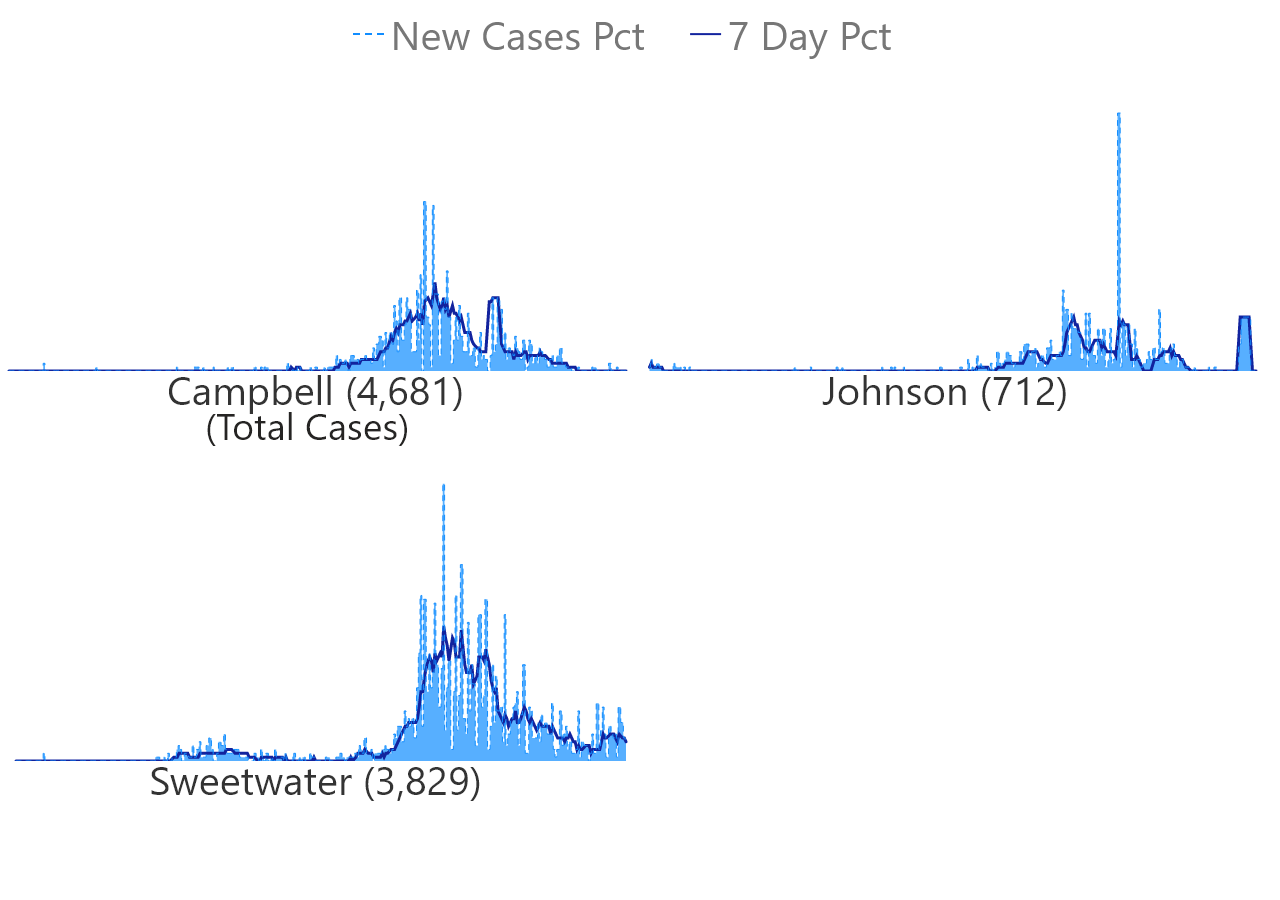 New Cases Pct 7 Day Pct
Campbell (4,681) Johnson (712)
(Total Cases)
Sweetwater (3,829)